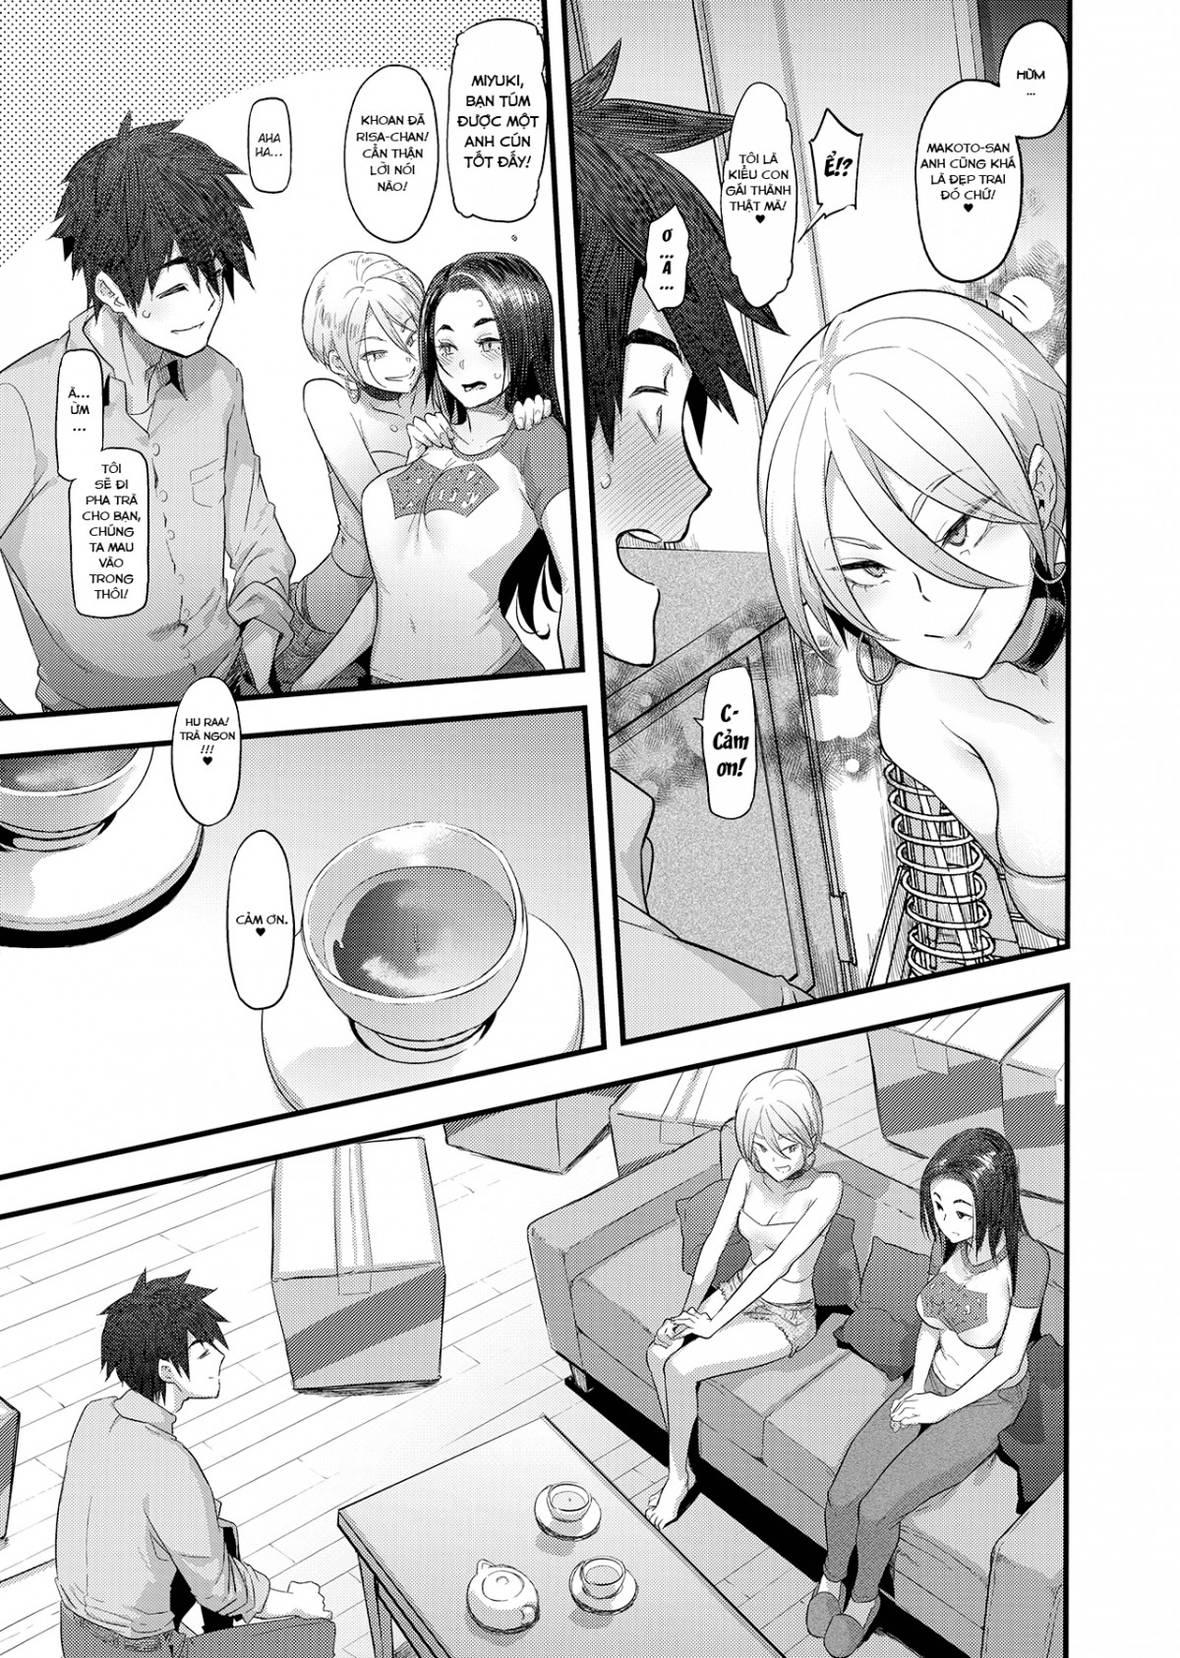 HỪM
...
MAKOTO-SAN
ANH CŨNG KHÁ
LÀ ĐẸP TRAI
ĐÓ CHỨ!
♥
Ể!?
TÔI LÀ
KIỂU CON
GÁI THÀNH
THẬT MÀ!
♥
Ơ
...
À
...
C-
Cảm
ơn!
MIYUKI,
BẠN TÚM
ĐƯỢC MỘT
ANH CÚN
TỐT ĐẤY!
KHOAN ĐÃ
RISA-CHAN!
CẨN THẬN
LỜI NÓI
NÀO!
AHA
HA...
À...
ỪM
...
TÔI
SẼ ĐI
PHA TRÀ
CHO BẠN,
CHÚNG
TA MAU
VÀO
TRONG
THÔI!
HU RAA!
TRÀ NGON
!!!
♥
CẢM ƠN.
♥